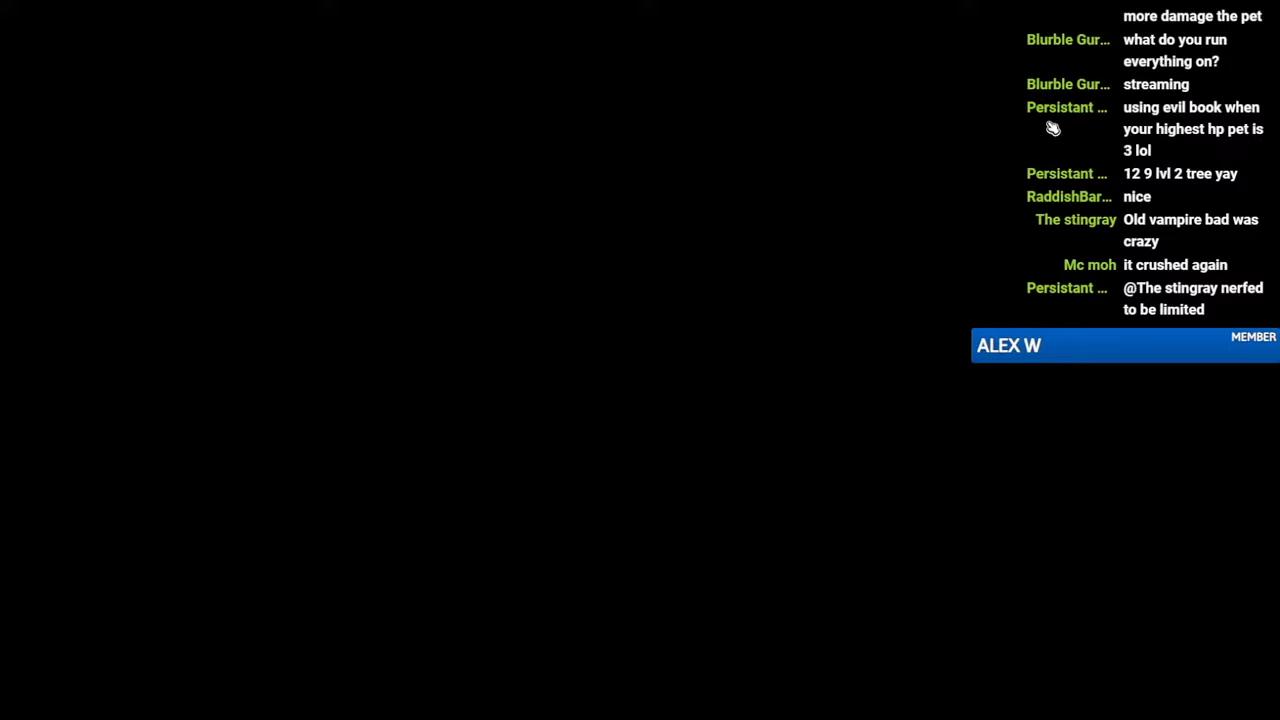 more damage the pet
Blurble Gur... what do you run
everything on?
Blurble Gur... streaming
Persistant ... using evil book when
your highest hp pet is
3 lol
Persistant ... 12 9 lvl 2 tree yay
RaddishBar... nice
The stingray Old vampire bad was
crazy
Mc moh it crushed again
Persistant ... @The stingray nerfed
to be limited
ALEX W MEMBER